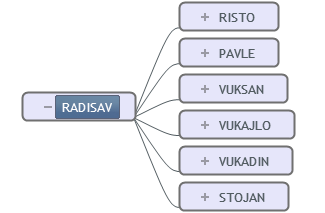 RISTO
PAVLE
VUKSAN
RADISAV
VUKAJLO
VUKADIN
STOJAN